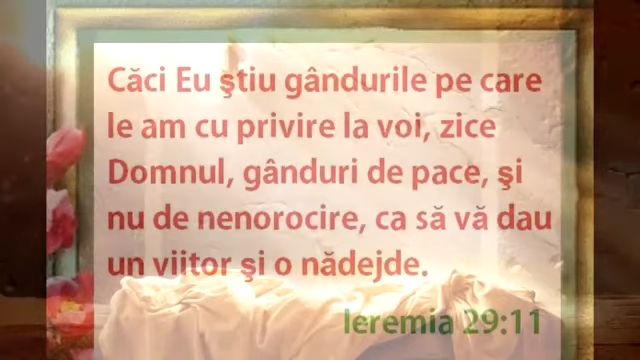 Căci Eu ştiu gândurile pe care
le am cu privire la voi, zice
Domnul, gânduri de pace, şi
nu de nenorocire, ca să vă dau
un viitor şi o nădejde.
Ieremia 29:11